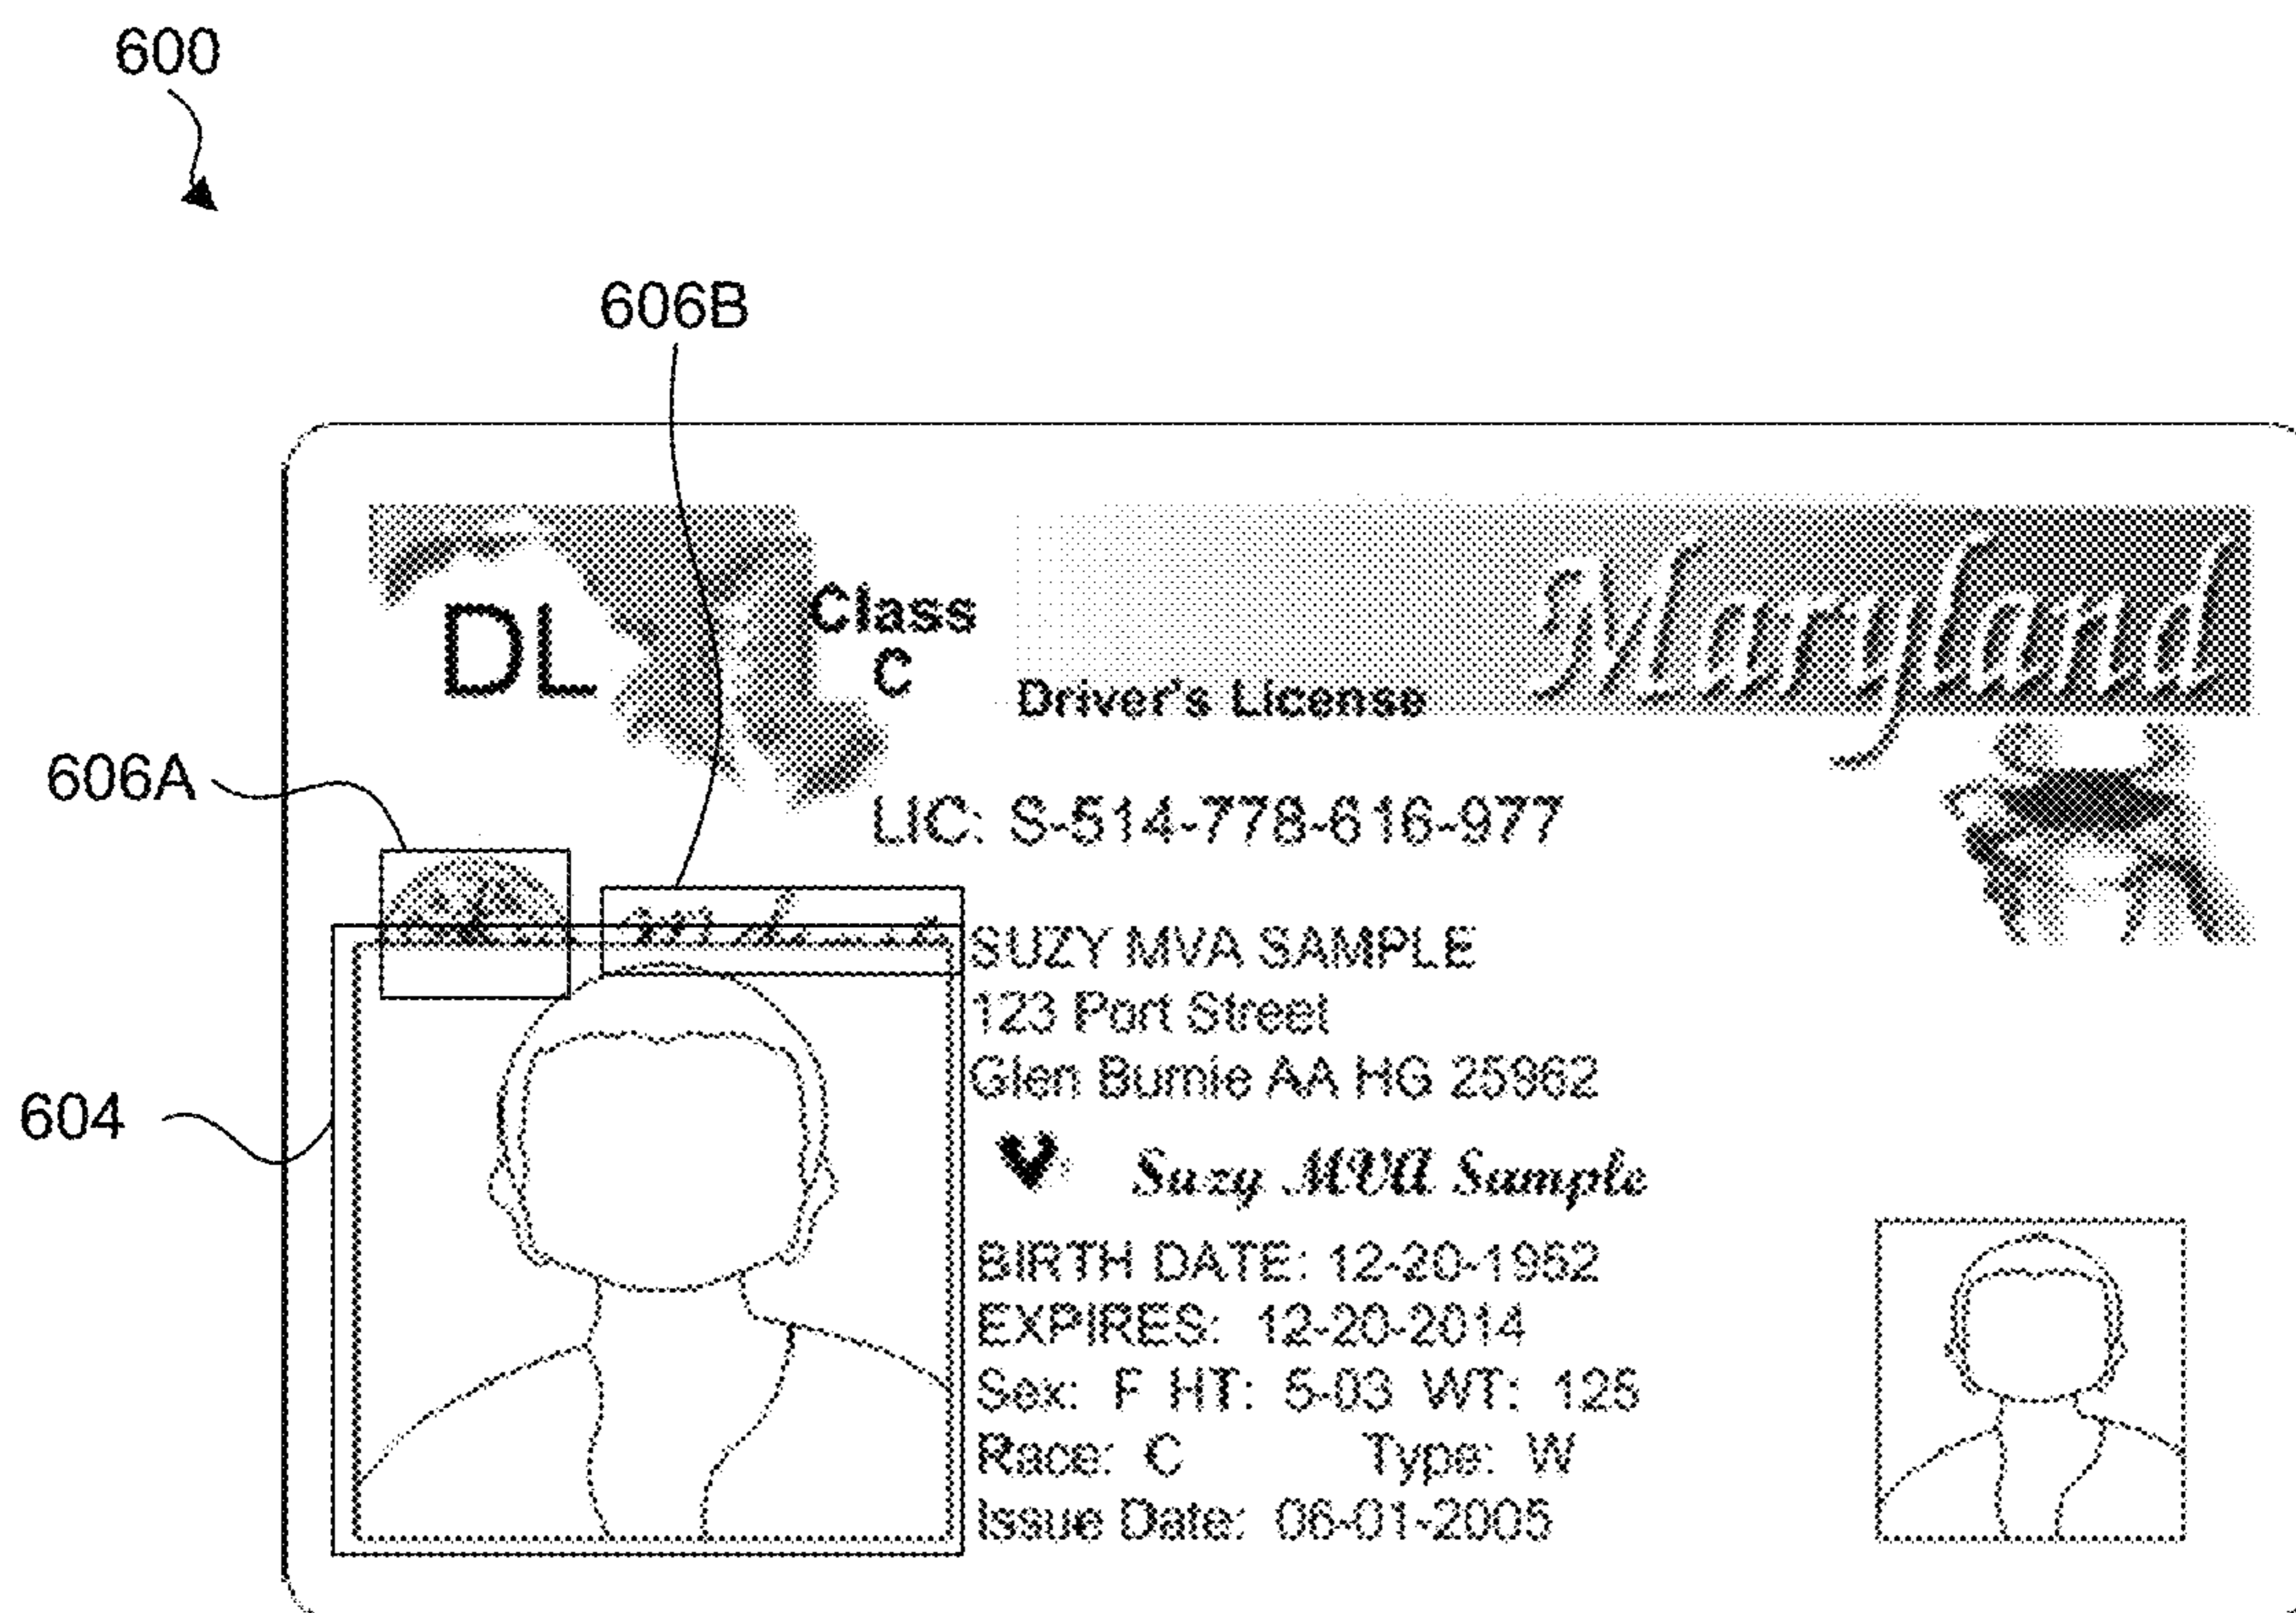 600
606B
Maryland
Class
DL
C
Driver's License
606A
LIC: S-514-778-616-977
SUZY MVA SAMPLE
123 Port Street
Glen Burnie AA HG 25962
604
Suzy MVA Sample
BIRTH DATE: 12-20-1952
EXPIRES: 12-20-2014
Sex: F HT: 5-03 WT: 125
Race: C Type: W
Issue Date: 06-01-2005